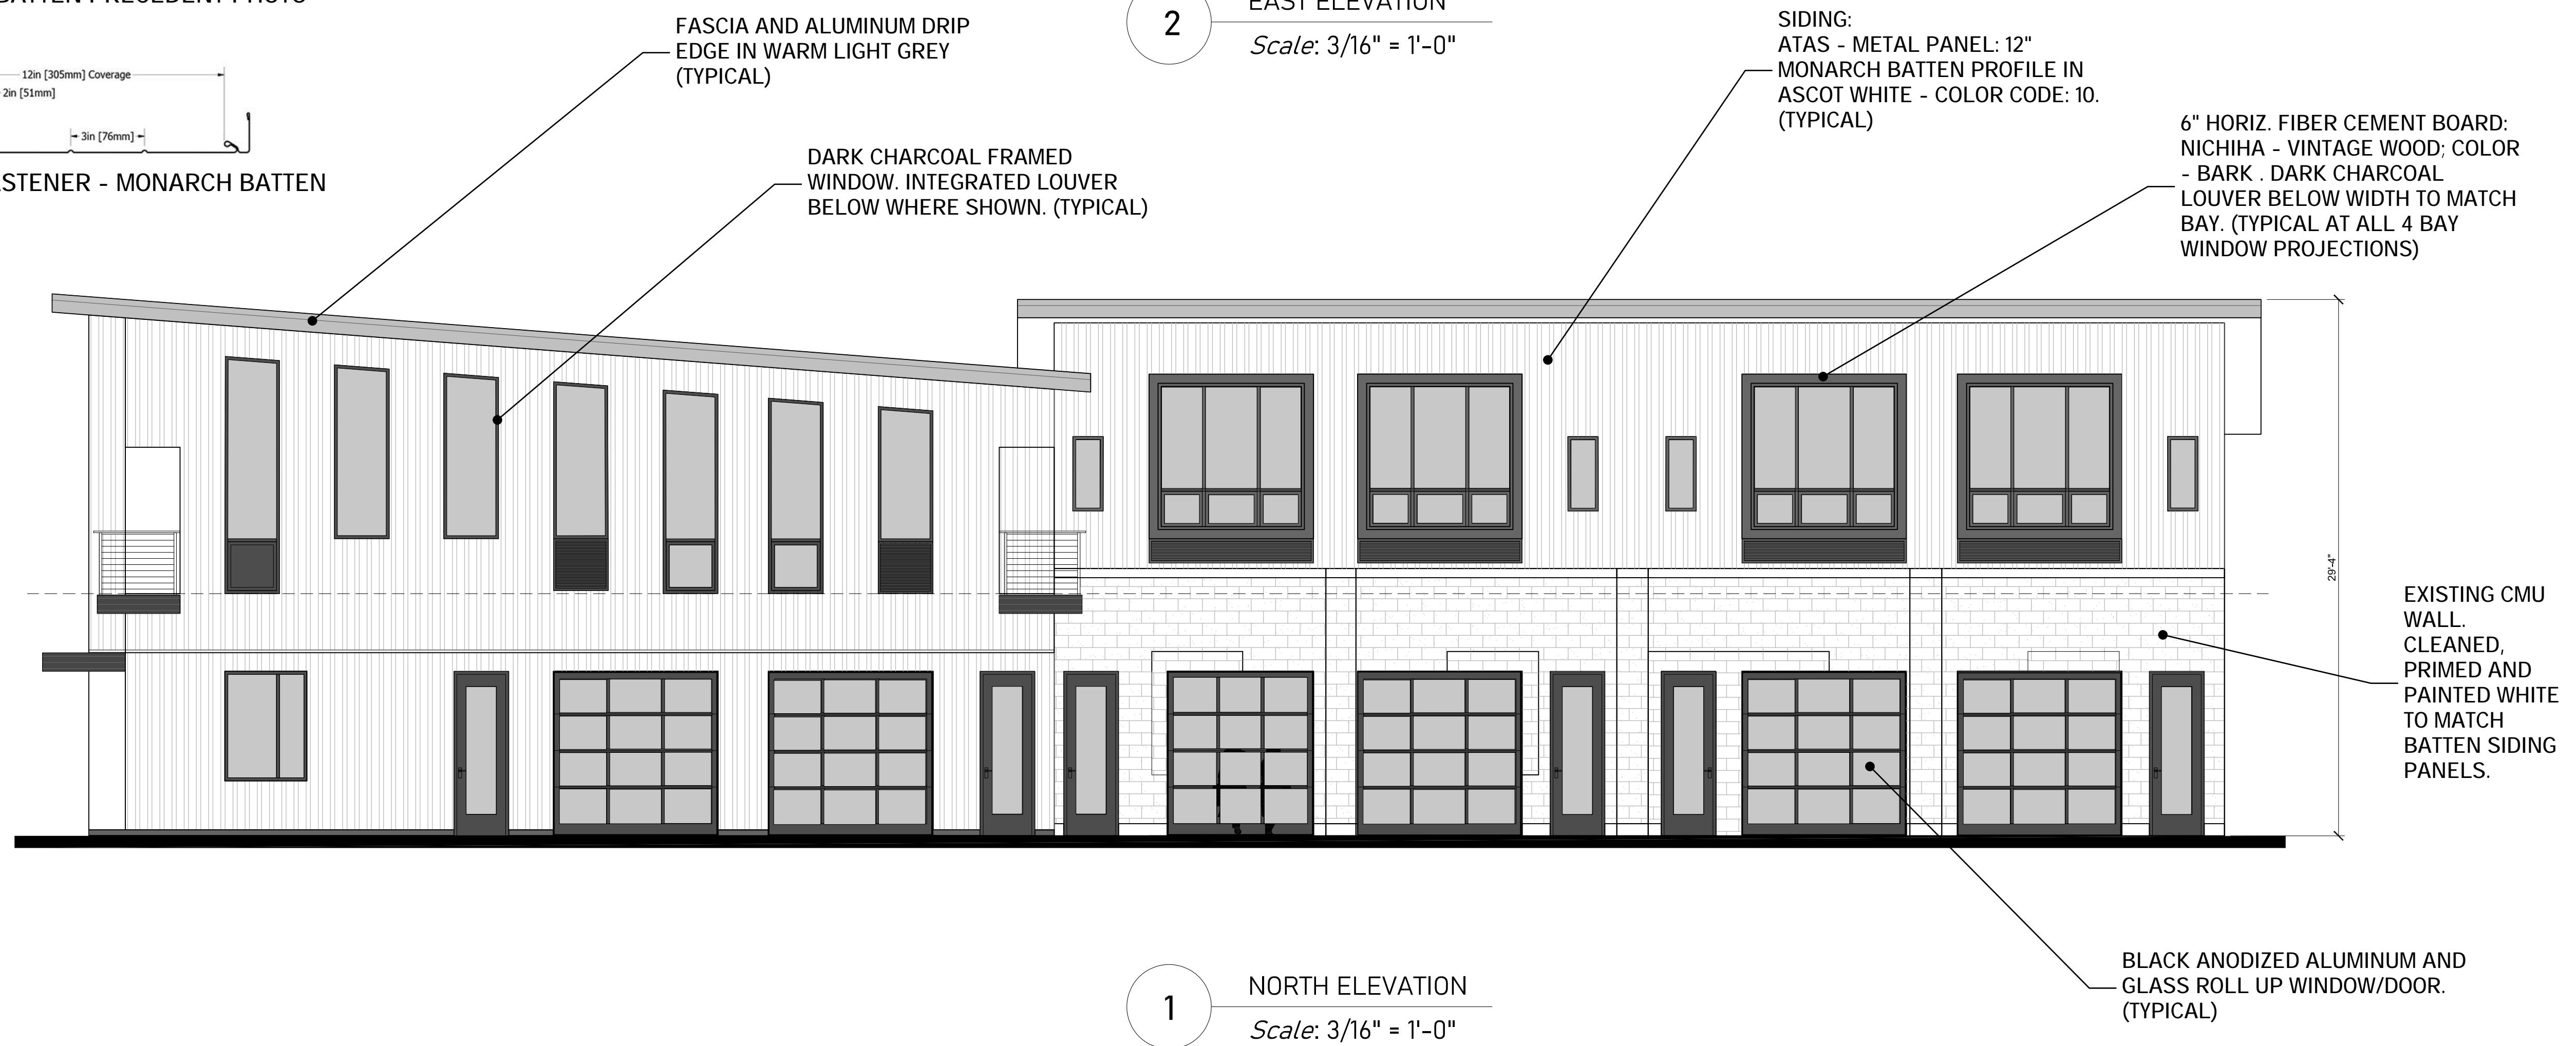 BATTEN PRECEDENT PHOTO
12in [305mm] Coverage
2in [51mm]
3in [76mm]
STENER - MONARCH BATTEN
FASCIA AND ALUMINUM DRIP
EDGE IN WARM LIGHT GREY
(TYPICAL)
DARK CHARCOAL FRAMED
WINDOW. INTEGRATED LOUVER
BELOW WHERE SHOWN. (TYPICAL)
2
EAST ELEVATION
Scale: 3/16" = 1'-0"
SIDING:
ATAS - METAL PANEL: 12"
MONARCH BATTEN PROFILE IN
ASCOT WHITE - COLOR CODE: 10.
(TYPICAL)
6" HORIZ. FIBER CEMENT BOARD:
NICHIHA - VINTAGE WOOD; COLOR
- BARK . DARK CHARCOAL
LOUVER BELOW WIDTH TO MATCH
BAY. (TYPICAL AT ALL 4 BAY
WINDOW PROJECTIONS)
29'-4"
EXISTING CMU
WALL.
CLEANED,
PRIMED AND
PAINTED WHITE
TO MATCH
BATTEN SIDING
PANELS.
BLACK ANODIZED ALUMINUM AND
GLASS ROLL UP WINDOW/DOOR.
(TYPICAL)
1
NORTH ELEVATION
Scale: 3/16" = 1'-0"